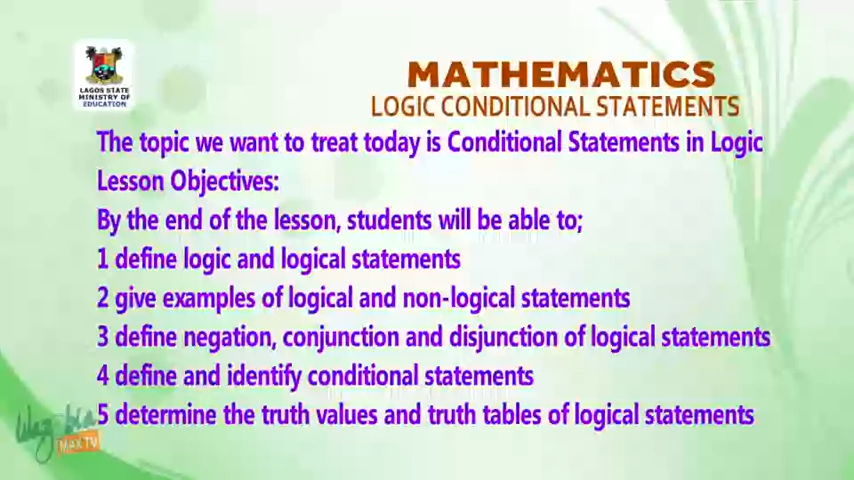 LAGOS STATE
MINISTRY OF
EDUCATION
MATHEMATICS
LOGIC CONDITIONAL STATEMENTS
The topic we want to treat today is Conditional Statements in Logic
Lesson Objectives:
By the end of the lesson, students will be able to;
1 define logic and logical statements
2 give examples of logical and non-logical statements
3 define negation, conjunction and disjunction of logical statements
4 define and identify conditional statements
5 determine the truth values and truth tables of logical statements
MAX TV